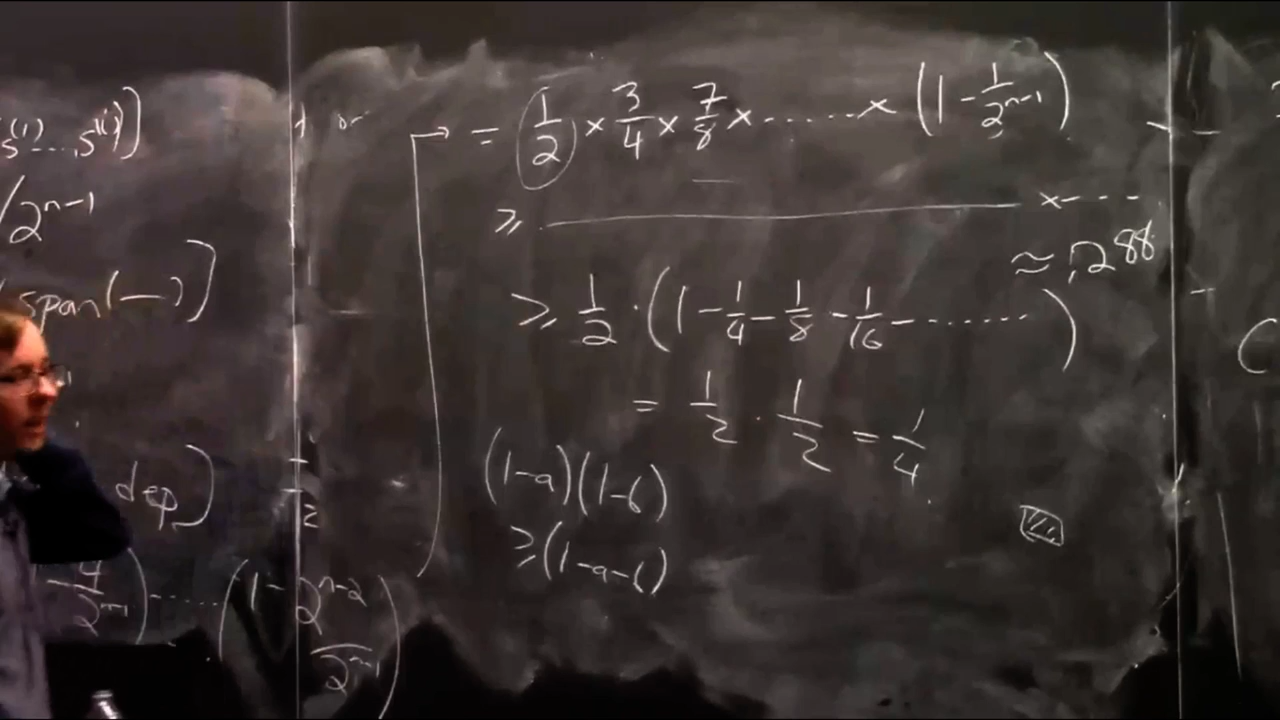 s⁽¹⁾...,s⁽ⁱ⁾)]
/2ⁿ⁻¹
span(—)]
dep]
4/2ⁿ⁻¹) ...... (1 - 2ⁿ⁻²/2ⁿ⁻¹)
= 1/2 × 3/4 × 7/8 × ...... × (1 - 1/2ⁿ⁻¹)
≥ ———— × - - - -
≈ .288
≥ 1/2 · (1 - 1/4 - 1/8 - 1/16 - ........)
= 1/2 · 1/2 = 1/4
(1-a)(1-b)
≥ (1-a-b)